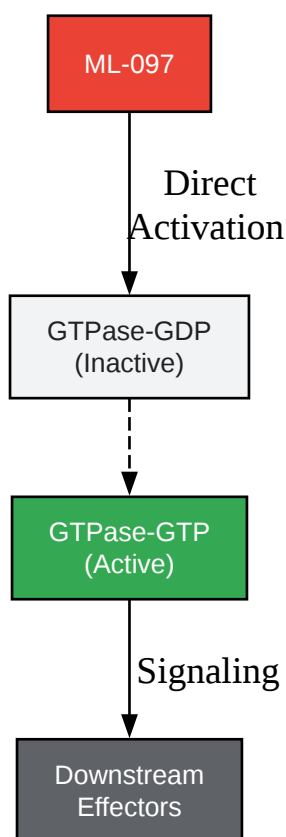 ML-097
Direct
Activation
GTPase-GDP
(Inactive)
GTPase-GTP
(Active)
Signaling
Downstream
Effectors